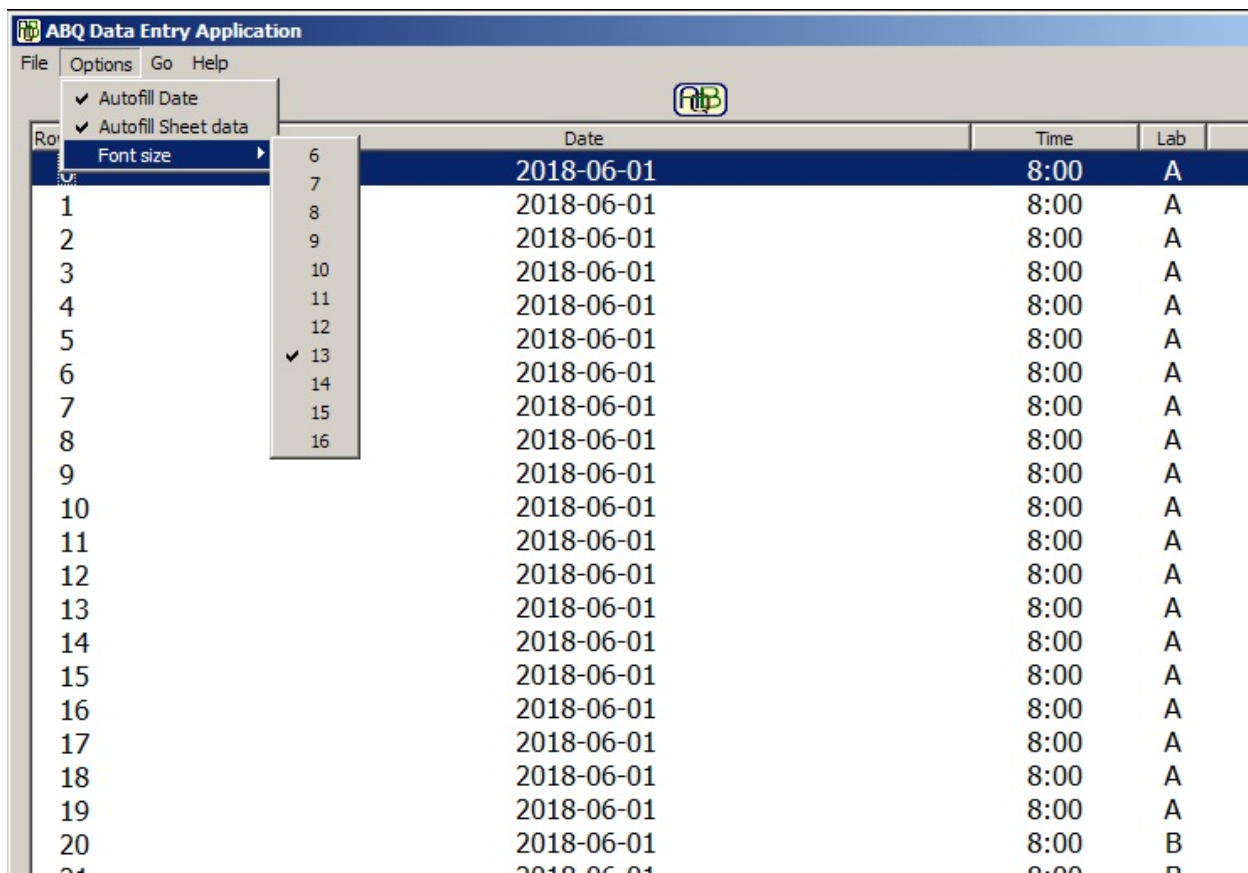 ABQ Data Entry Application
File Options Go Help
Autofill Date
Autofill Sheet data
Font size
6
7
8
9
10
11
12
13
14
15
16
ABQ
Date Time Lab
0 2018-06-01 8:00 A
1 2018-06-01 8:00 A
2 2018-06-01 8:00 A
3 2018-06-01 8:00 A
4 2018-06-01 8:00 A
5 2018-06-01 8:00 A
6 2018-06-01 8:00 A
7 2018-06-01 8:00 A
8 2018-06-01 8:00 A
9 2018-06-01 8:00 A
10 2018-06-01 8:00 A
11 2018-06-01 8:00 A
12 2018-06-01 8:00 A
13 2018-06-01 8:00 A
14 2018-06-01 8:00 A
15 2018-06-01 8:00 A
16 2018-06-01 8:00 A
17 2018-06-01 8:00 A
18 2018-06-01 8:00 A
19 2018-06-01 8:00 A
20 2018-06-01 8:00 B